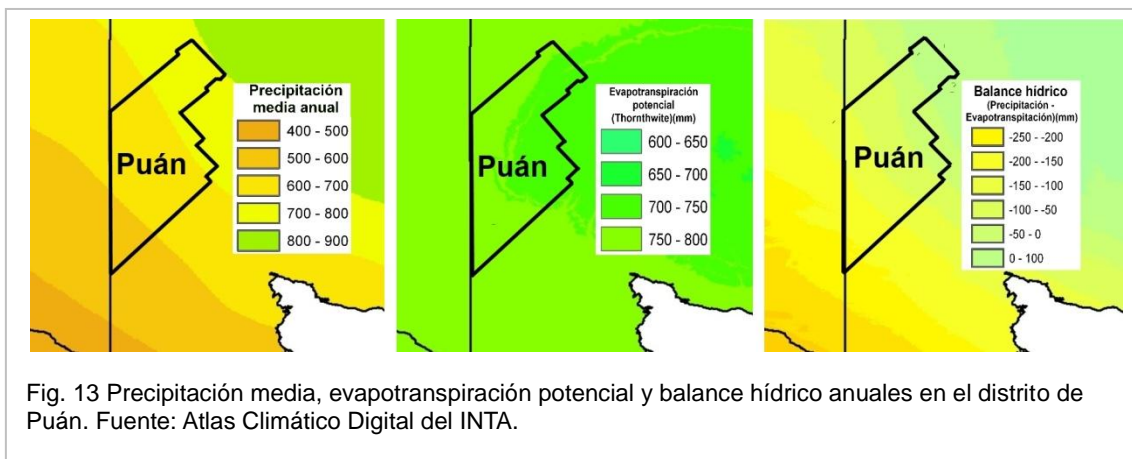 Precipitación
media anual
400 - 500
500 - 600
600 - 700
700 - 800
800 - 900
Puán
Evapotranspiración
potencial
(Thornthwite)(mm)
600 - 650
650 - 700
700 - 750
750 - 800
Puán
Balance hídrico
(Precipitación -
Evapotranspitación)(mm)
-250 - -200
-200 - -150
-150 - -100
-100 - -50
-50 - 0
0 - 100
Puán
Fig. 13 Precipitación media, evapotranspiración potencial y balance hídrico anuales en el distrito de
Puán. Fuente: Atlas Climático Digital del INTA.